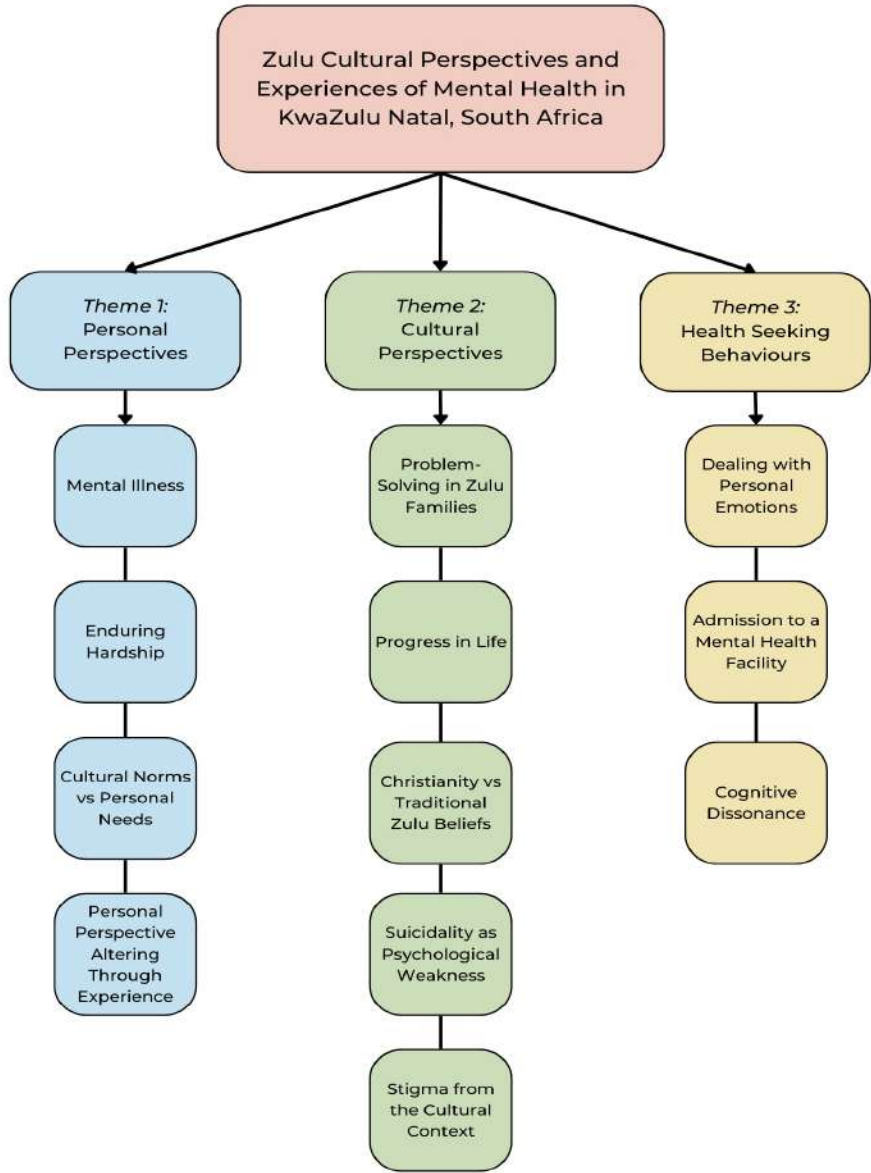 Zulu Cultural Perspectives and
Experiences of Mental Health in
KwaZulu Natal, South Africa
Theme 1:
Personal
Perspectives
Mental Illness
Enduring
Hardship
Cultural Norms
vs Personal
Needs
Personal
Perspective
Altering
Through
Experience
Theme 2:
Cultural
Perspectives
Problem-
Solving in Zulu
Families
Progress in Life
Christianity vs
Traditional
Zulu Beliefs
Suicidality as
Psychological
Weakness
Stigma from
the Cultural
Context
Theme 3:
Health Seeking
Behaviours
Dealing with
Personal
Emotions
Admission to a
Mental Health
Facility
Cognitive
Dissonance